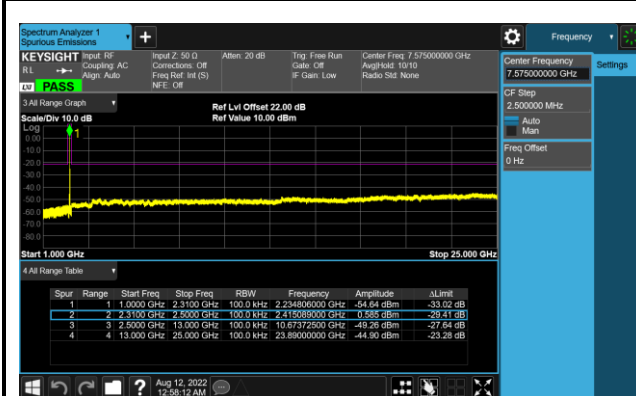 Spectrum Analyzer 1
Spurious Emissions
Frequency
KEYSIGHT
RL
LXI
PASS
Input: RF
Coupling: AC
Align: Auto
Input Z: 50 Ω
Corrections: Off
Freq Ref: Int (S)
NFE: Off
Atten: 20 dB
Trig: Free Run
Gate: Off
IF Gain: Low
Center Freq: 7.575000000 GHz
Avg|Hold: 10/10
Radio Std: None
Center Frequency
7.575000000 GHz
Settings
CF Step
2.500000 MHz
Auto
Man
Freq Offset
0 Hz
3 All Range Graph
Scale/Div 10.0 dB
Ref Lvl Offset 22.00 dB
Ref Value 10.00 dBm
Log
1
0.00
-10.0
-20.0
-30.0
-40.0
-50.0
-60.0
-70.0
-80.0
Start 1.000 GHz
Stop 25.000 GHz
4 All Range Table
Spur Range Start Freq Stop Freq RBW Frequency Amplitude ΔLimit
1 1 1.0000 GHz 2.3100 GHz 100.0 kHz 2.234806000 GHz -54.64 dBm -33.02 dB
2 2 2.3100 GHz 2.5000 GHz 100.0 kHz 2.415089000 GHz 0.585 dBm -29.41 dB
3 3 2.5000 GHz 13.000 GHz 100.0 kHz 10.67372500 GHz -49.26 dBm -27.64 dB
4 4 13.000 GHz 25.000 GHz 100.0 kHz 23.89000000 GHz -44.90 dBm -23.28 dB
?
Aug 12, 2022
12:58:12 AM